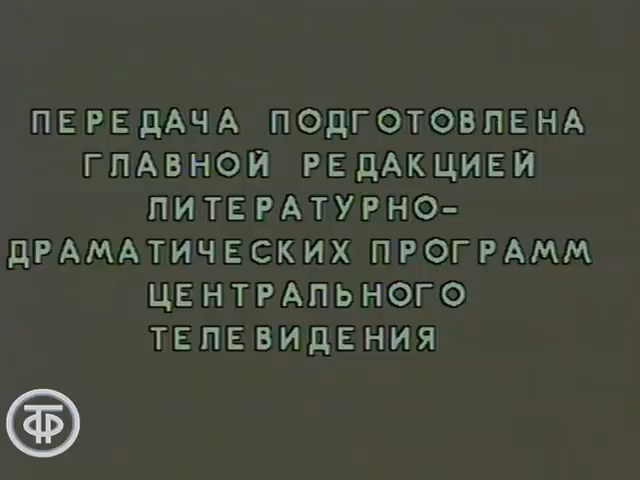 ПЕРЕДАЧА ПОДГОТОВЛЕНА
ГЛАВНОЙ РЕДАКЦИЕЙ
ЛИТЕРАТУРНО-
ДРАМАТИЧЕСКИХ ПРОГРАММ
ЦЕНТРАЛЬНОГО
ТЕЛЕВИДЕНИЯ